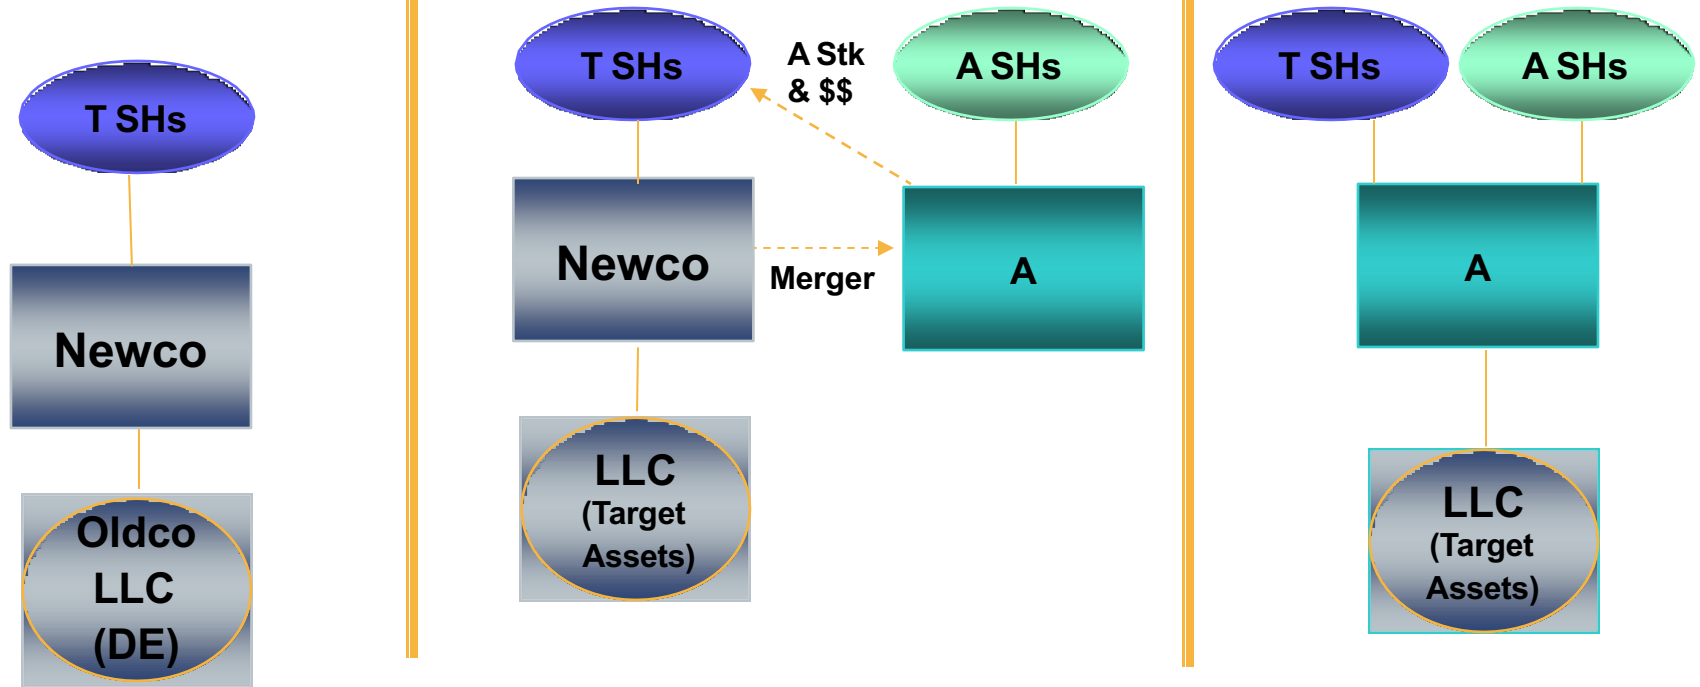 T SHs
Newco
Oldco
LLC
(DE)
T SHs
A Stk
& $$
A SHs
Newco
Merger
A
LLC
(Target
Assets)
T SHs
A SHs
A
LLC
(Target
Assets)